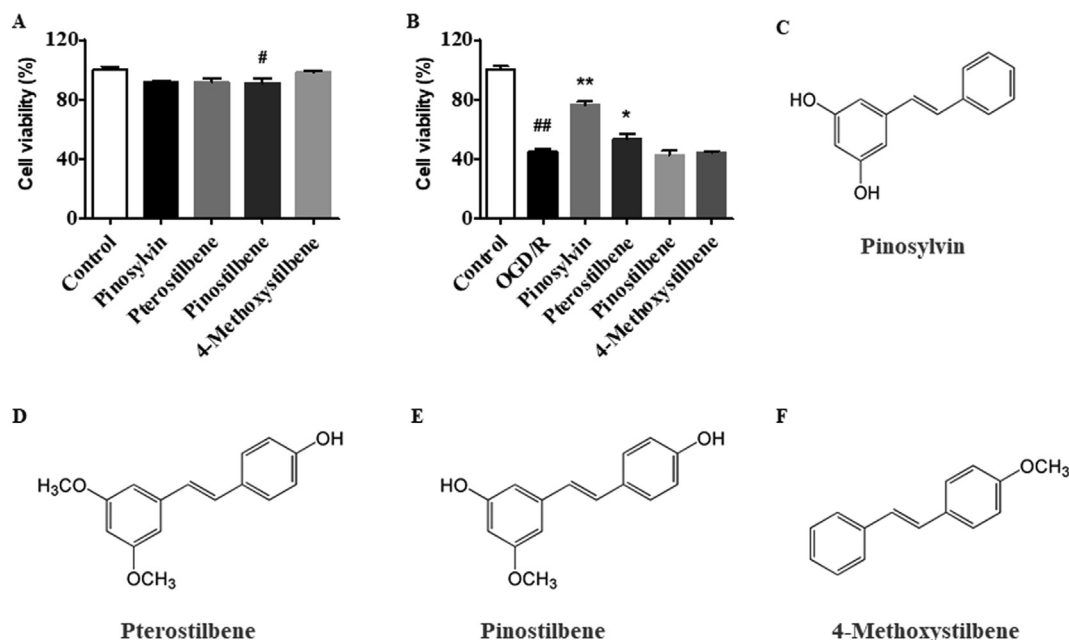 A
Cell viability (%)
120
80
40
0
#
Control
Pinosylvin
Pterostilbene
Pinostilbene
4-Methoxystilbene
B
Cell viability (%)
120
80
40
0
##
**
*
Control
OGD/R
Pinosylvin
Pterostilbene
Pinostilbene
4-Methoxystilbene
C
HO
OH
Pinosylvin
D
OH
H3CO
OCH3
Pterostilbene
E
OH
HO
OCH3
Pinostilbene
F
OCH3
4-Methoxystilbene